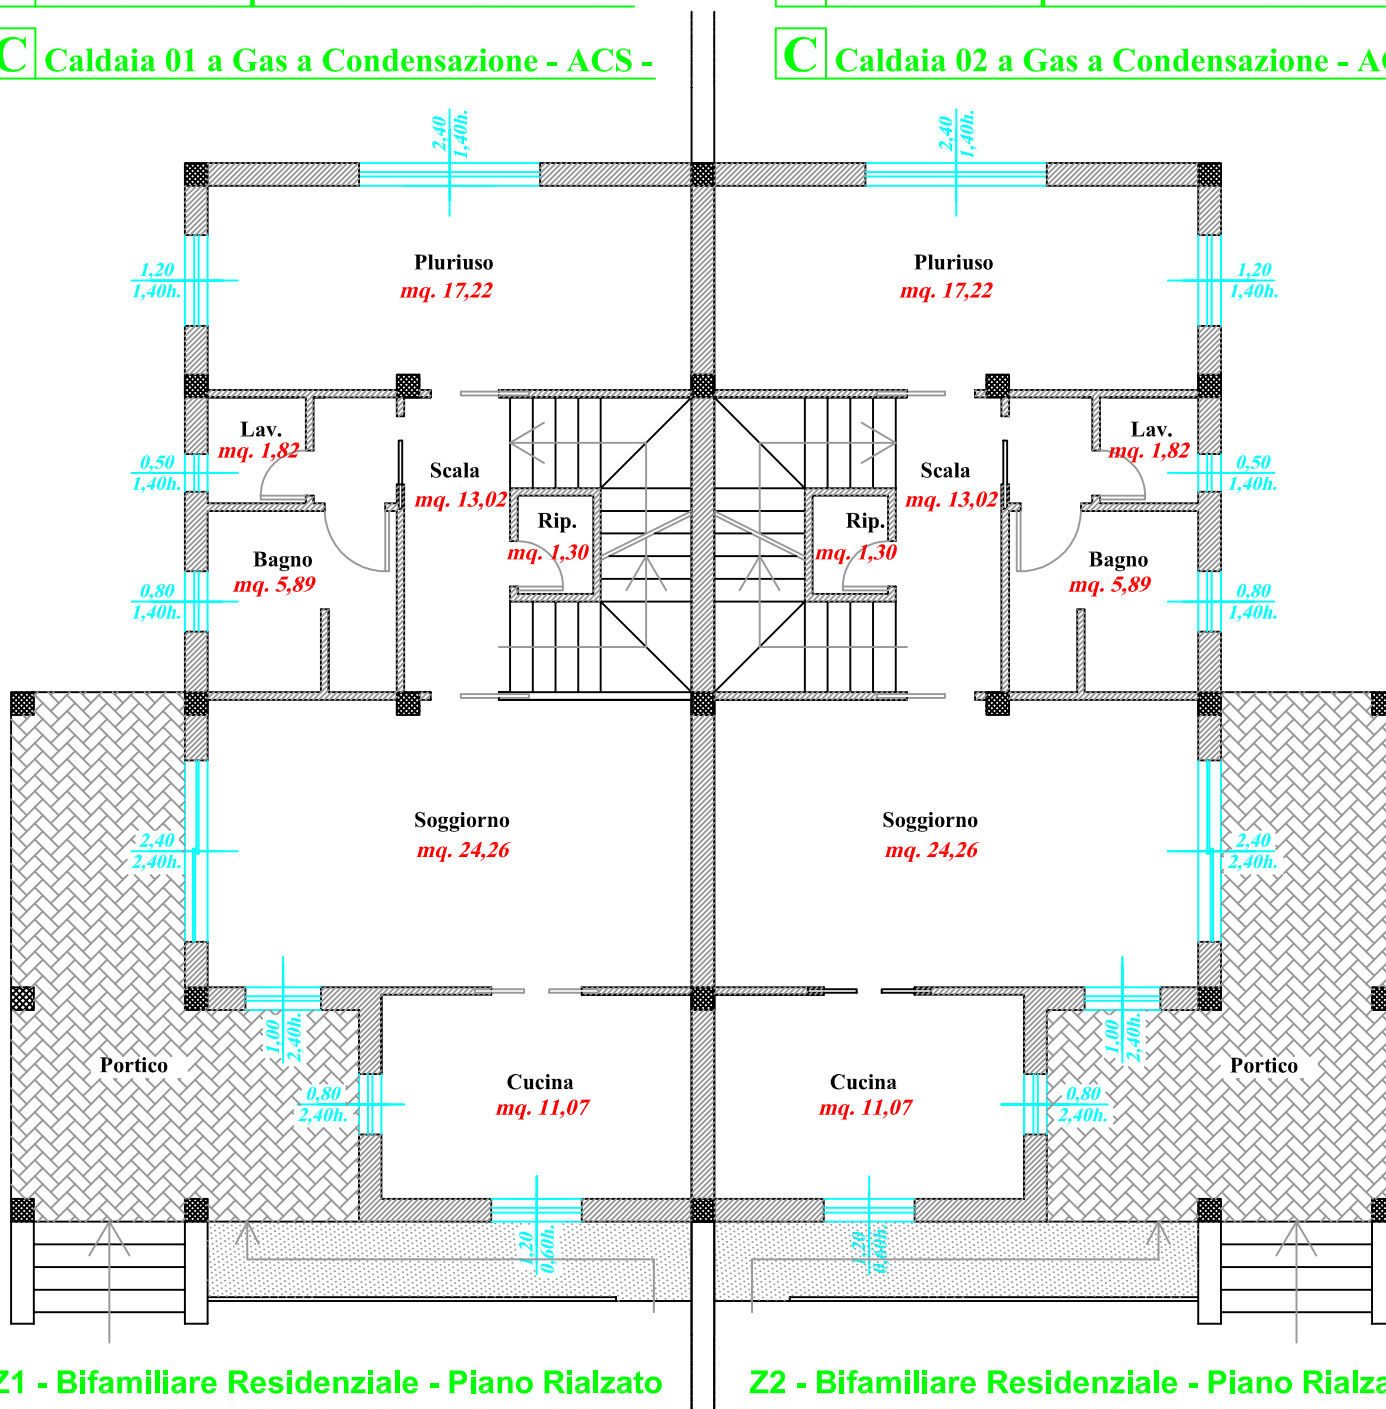 C Caldaia 01 a Gas a Condensazione - ACS -
C Caldaia 02 a Gas a Condensazione -
2,40
1,40h.
2,40
1,40h.
Pluriuso
mq. 17,22
Pluriuso
mq. 17,22
1,20
1,40h.
1,20
1,40h.
Lav.
mq. 1,82
Lav.
mq. 1,82
0,50
1,40h.
0,50
1,40h.
Scala
mq. 13,02
Scala
mq. 13,02
Rip.
mq. 1,30
Rip.
mq. 1,30
Bagno
mq. 5,89
Bagno
mq. 5,89
0,80
1,40h.
0,80
1,40h.
Soggiorno
mq. 24,26
Soggiorno
mq. 24,26
2,40
2,40h.
2,40
2,40h.
1,00
2,40h.
1,00
2,40h.
Portico
Portico
0,80
2,40h.
0,80
2,40h.
Cucina
mq. 11,07
Cucina
mq. 11,07
1,20
0,60h.
1,20
0,60h.
Z1 - Bifamiliare Residenziale - Piano Rialzato
Z2 - Bifamiliare Residenziale - Piano